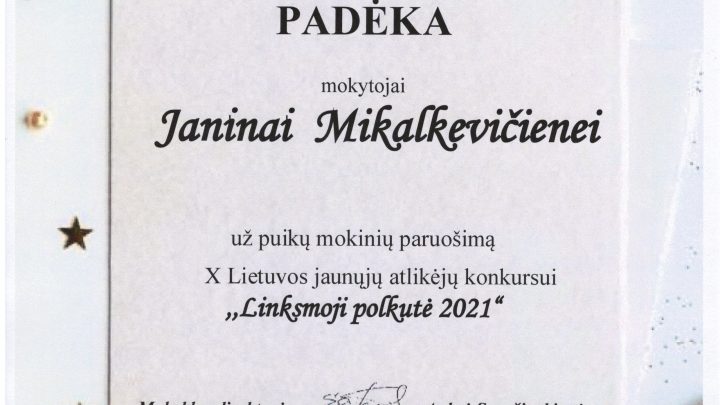 PADĖKA
mokytojai
Janinai Mikalkevičienei
už puikų mokinių paruošimą
X Lietuvos jaunųjų atlikėjų konkursui
,,Linksmoji polkutė 2021“